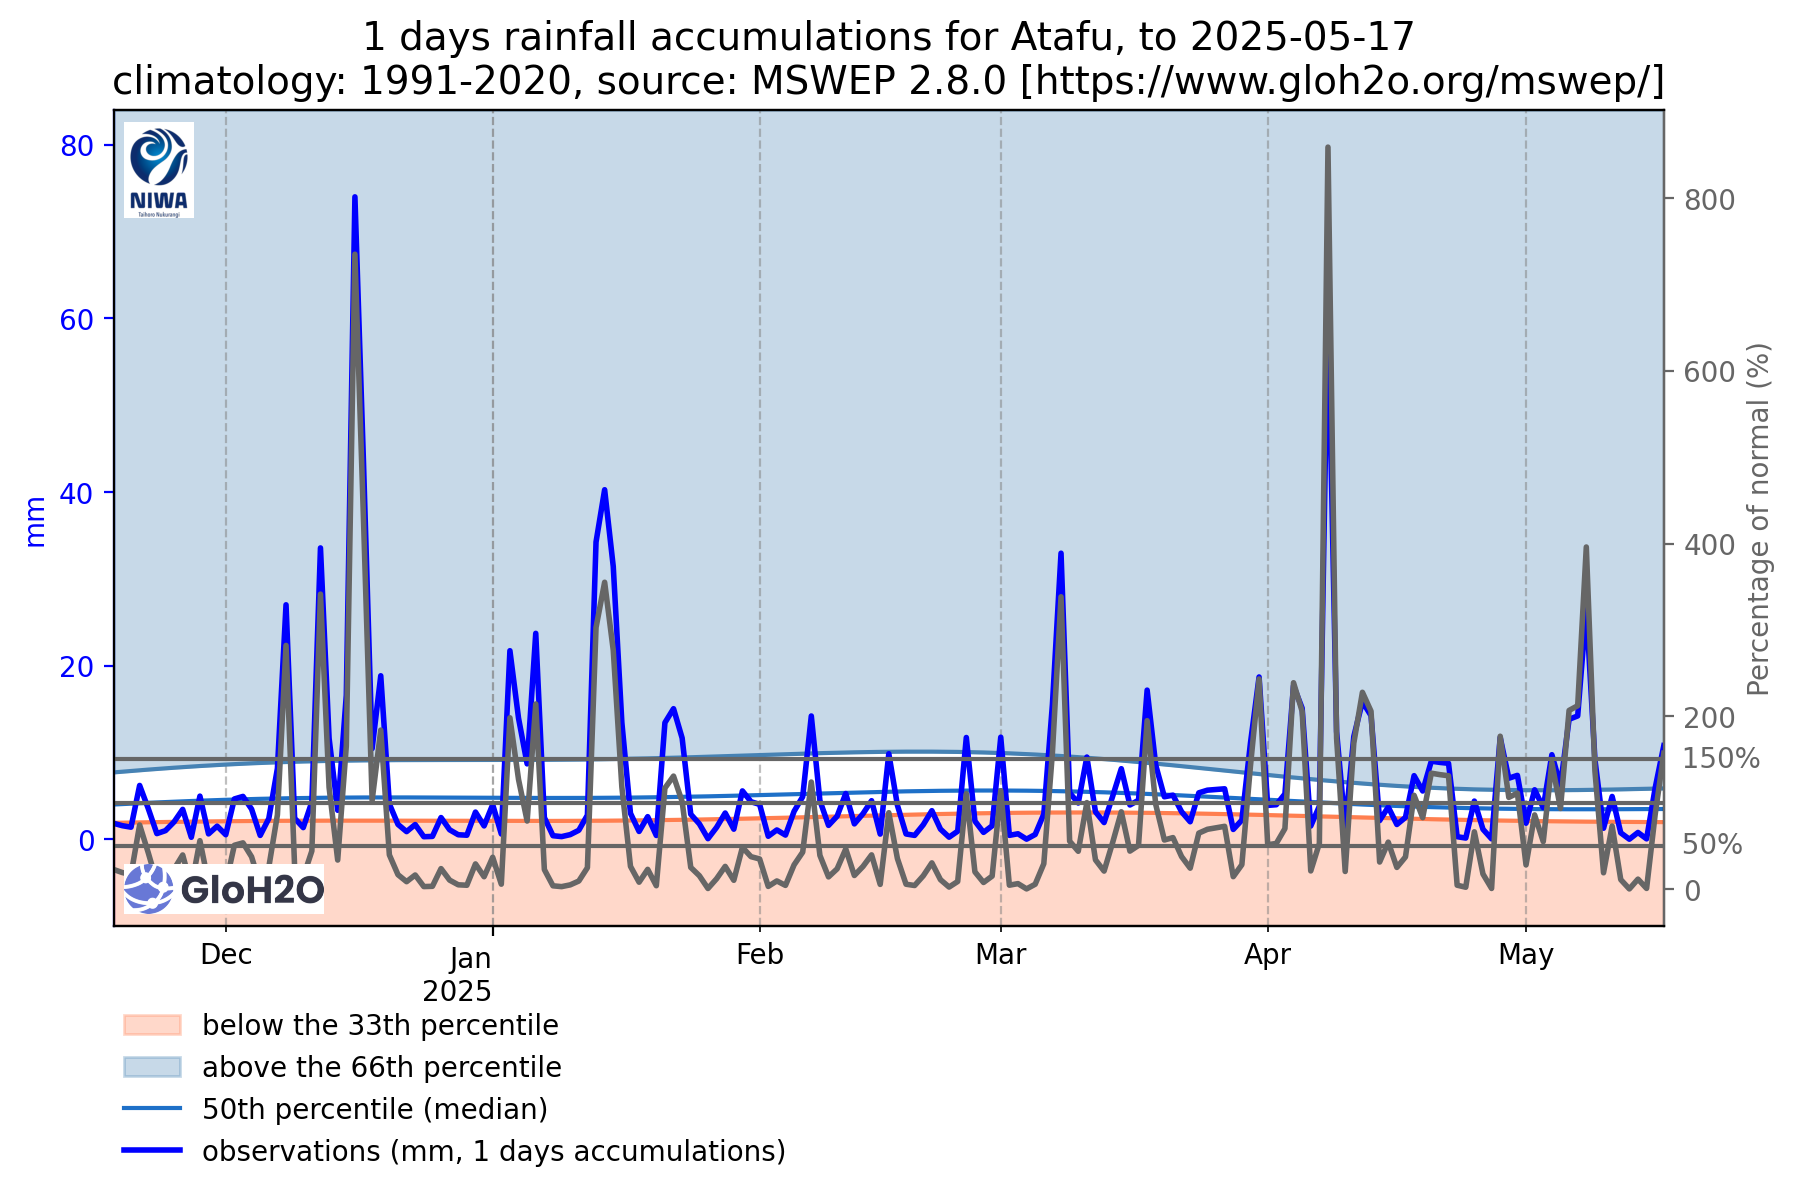 1 days rainfall accumulations for Atafu, to 2025-05-17
climatology: 1991-2020, source: MSWEP 2.8.0 [https://www.gloh2o.org/mswep/]
NIWA
Taihoro Nukurangi
80
60
40
20
0
mm
800
600
400
200
150%
50%
0
Percentage of normal (%)
GloH2O
Dec
Jan
2025
Feb
Mar
Apr
May
below the 33th percentile
above the 66th percentile
50th percentile (median)
observations (mm, 1 days accumulations)